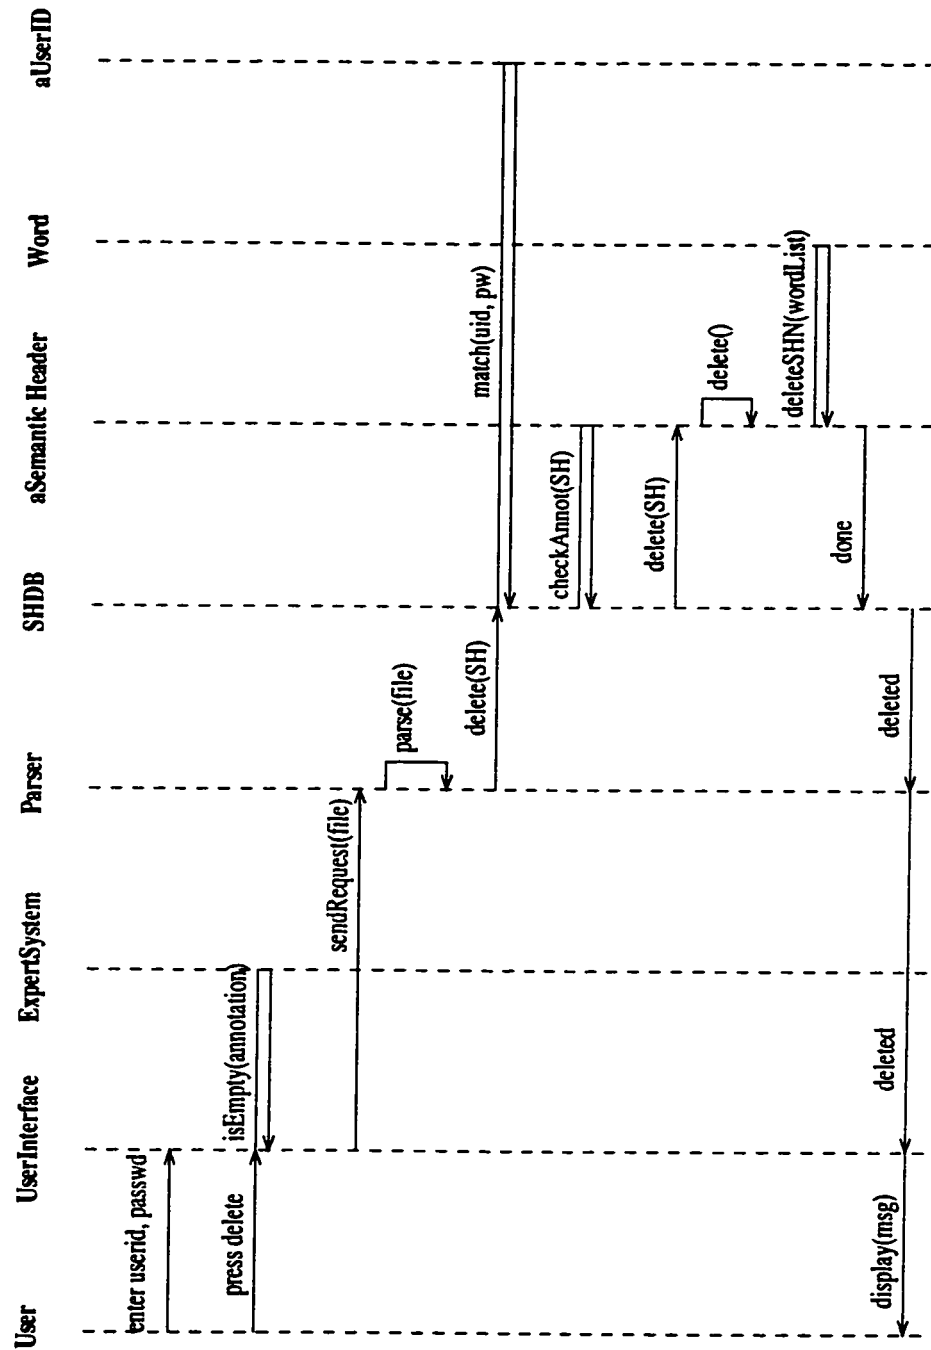 User
UserInterface
ExpertSystem
Parser
SHDB
aSemantic Header
Word
aUserID
enter userid, passwd
press delete
isEmpty(annotation)
sendRequest(file)
parse(file)
delete(SH)
match(uid, pw)
checkAnnot(SH)
delete(SH)
delete()
deleteSHN(wordList)
done
deleted
deleted
display(msg)